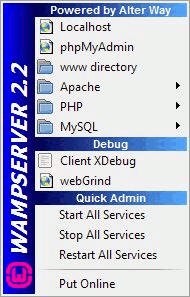 Powered by Alter Way
Localhost
phpMyAdmin
www directory
Apache
PHP
MySQL
Debug
Client XDebug
webGrind
Quick Admin
Start All Services
Stop All Services
Restart All Services
Put Online
WAMPSERVER 2.2